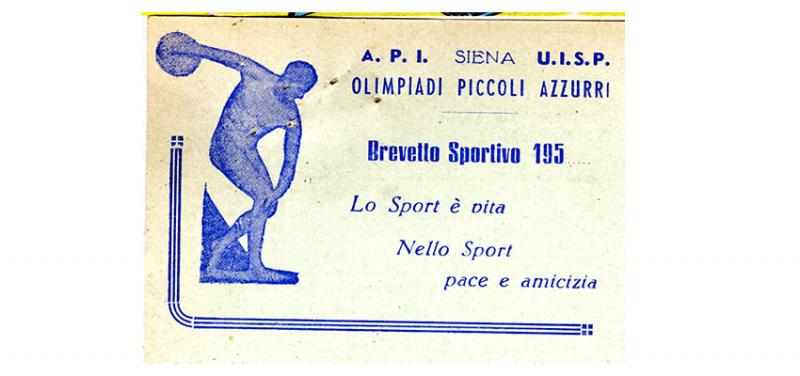 A. P. I. SIENA U.I.S.P.
OLIMPIADI PICCOLI AZZURRI
Brevetto Sportivo 195.....
Lo Sport è vita
Nello Sport
pace e amicizia